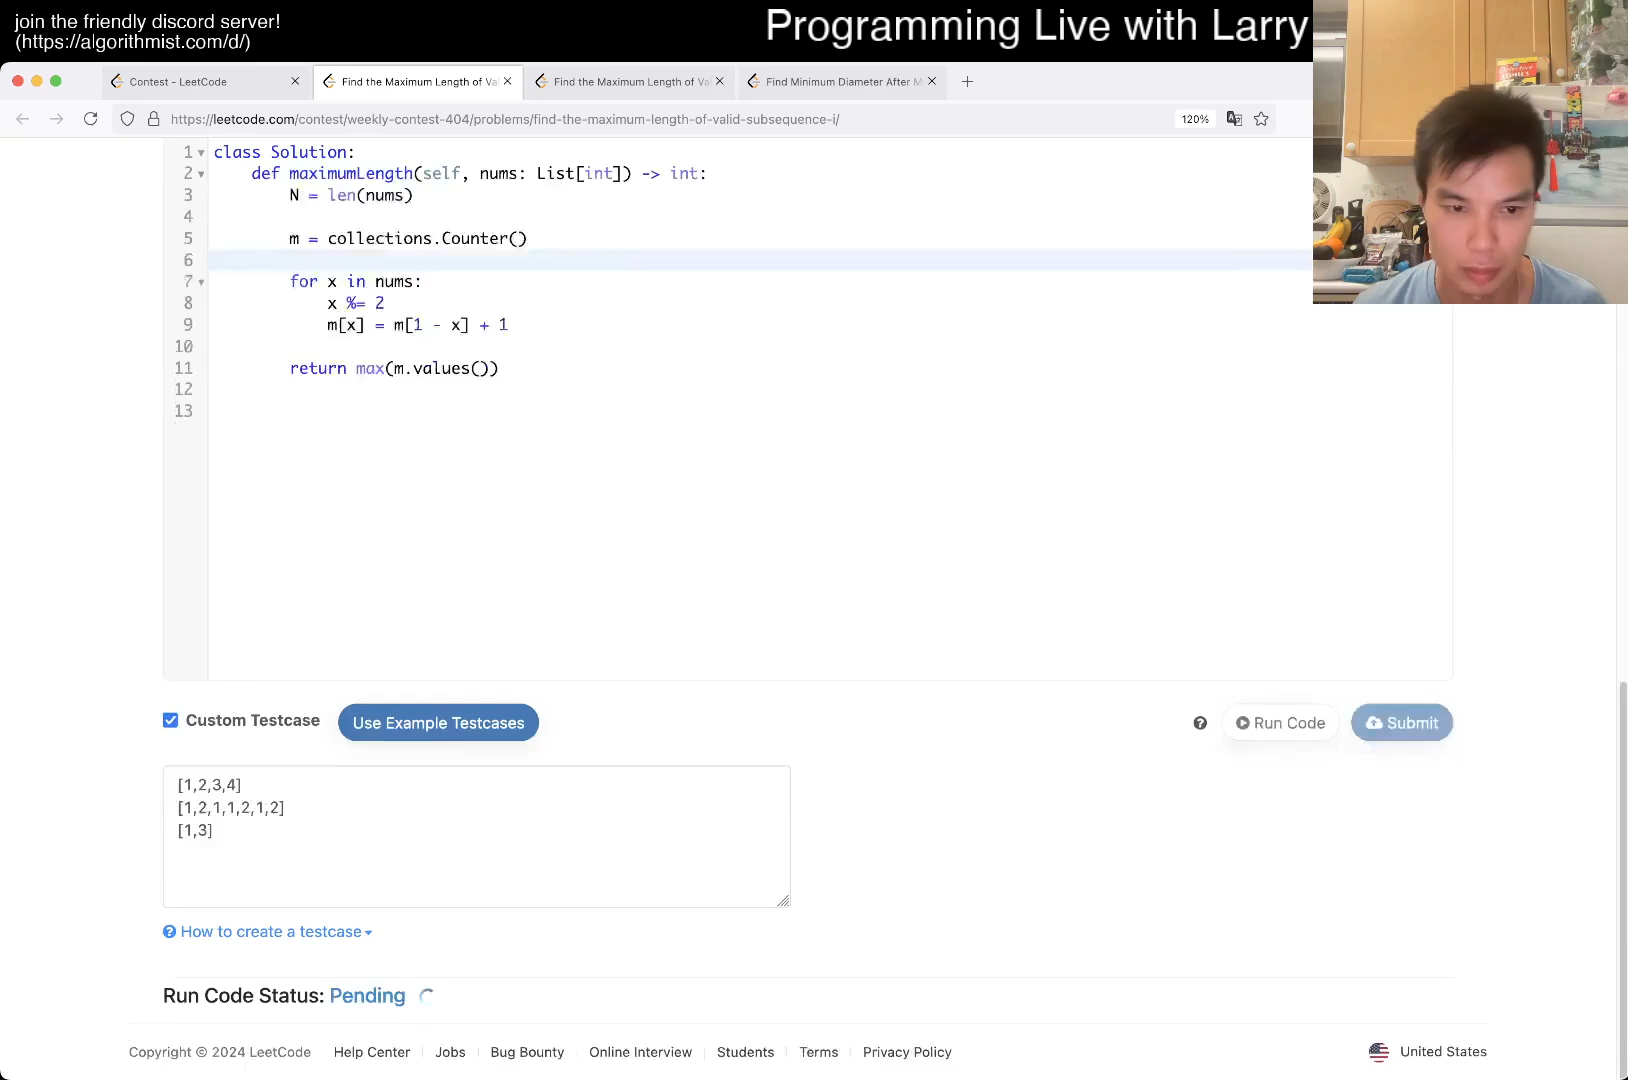 join the friendly discord server!
(https://algorithmist.com/d/)
Programming Live with Larry
Contest - LeetCode
Find the Maximum Length of Val
Find the Maximum Length of Val
Find Minimum Diameter After M
https://leetcode.com/contest/weekly-contest-404/problems/find-the-maximum-length-of-valid-subsequence-i/
120%
1 class Solution:
2 def maximumLength(self, nums: List[int]) -> int:
3 N = len(nums)
4
5 m = collections.Counter()
6
7 for x in nums:
8 x %= 2
9 m[x] = m[1 - x] + 1
10
11 return max(m.values())
12
13
Custom Testcase
Use Example Testcases
Run Code
Submit
[1,2,3,4]
[1,2,1,1,2,1,2]
[1,3]
How to create a testcase
Run Code Status: Pending
Copyright © 2024 LeetCode
Help Center
Jobs
Bug Bounty
Online Interview
Students
Terms
Privacy Policy
United States